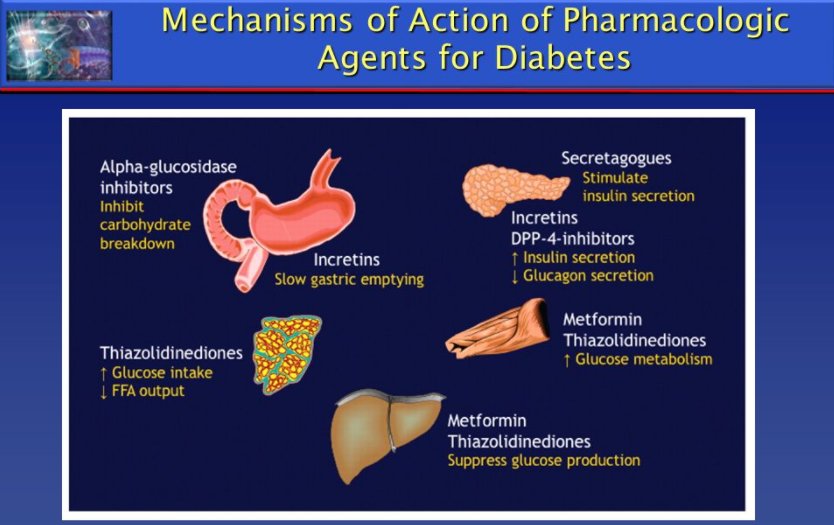 Mechanisms of Action of Pharmacologic
Agents for Diabetes
Alpha-glucosidase
inhibitors
Inhibit
carbohydrate
breakdown
Incretins
Slow gastric emptying
Secretagogues
Stimulate
insulin secretion
Incretins
DPP-4-inhibitors
↑ Insulin secretion
↓ Glucagon secretion
Thiazolidinediones
↑ Glucose intake
↓ FFA output
Metformin
Thiazolidinediones
↑ Glucose metabolism
Metformin
Thiazolidinediones
Suppress glucose production